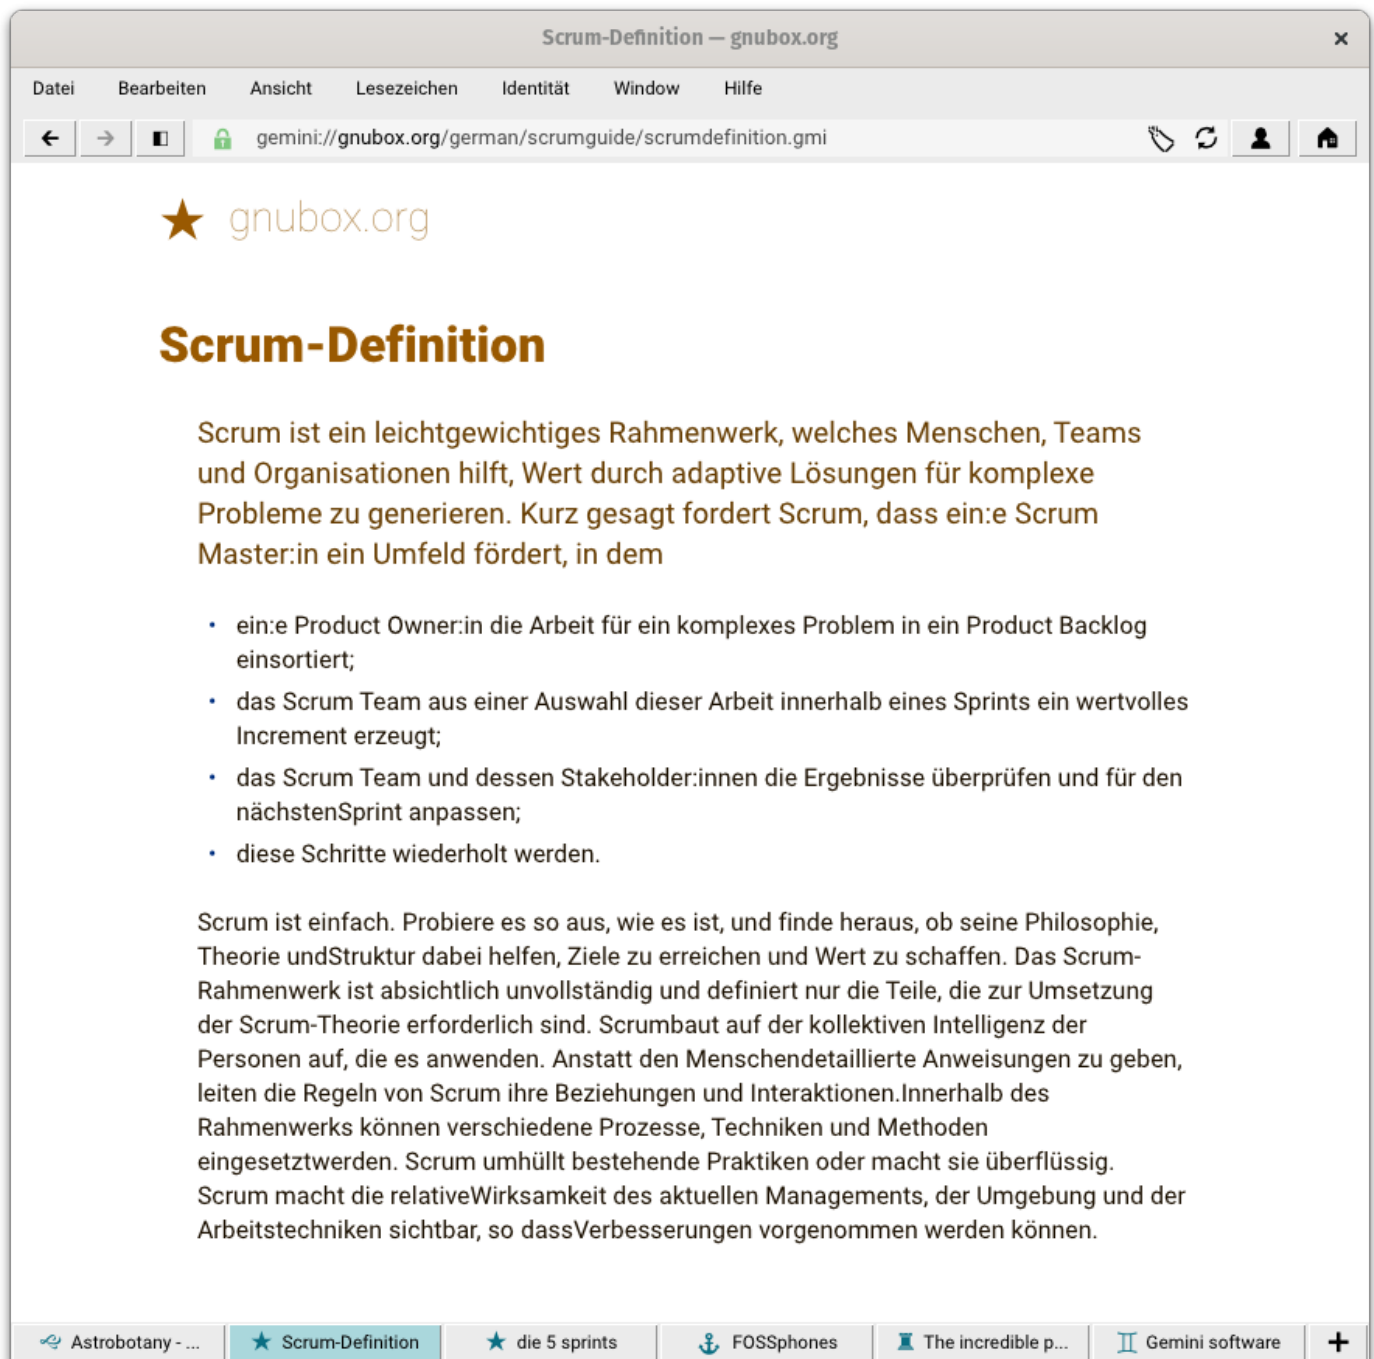 Scrum-Definition — gnubox.org
Datei Bearbeiten Ansicht Lesezeichen Identität Window Hilfe
gemini://gnubox.org/german/scrumguide/scrumdefinition.gmi
gnubox.org
Scrum-Definition
Scrum ist ein leichtgewichtiges Rahmenwerk, welches Menschen, Teams
und Organisationen hilft, Wert durch adaptive Lösungen für komplexe
Probleme zu generieren. Kurz gesagt fordert Scrum, dass ein:e Scrum
Master:in ein Umfeld fördert, in dem
• ein:e Product Owner:in die Arbeit für ein komplexes Problem in ein Product Backlog
einsortiert;
• das Scrum Team aus einer Auswahl dieser Arbeit innerhalb eines Sprints ein wertvolles
Increment erzeugt;
• das Scrum Team und dessen Stakeholder:innen die Ergebnisse überprüfen und für den
nächstenSprint anpassen;
• diese Schritte wiederholt werden.
Scrum ist einfach. Probiere es so aus, wie es ist, und finde heraus, ob seine Philosophie,
Theorie undStruktur dabei helfen, Ziele zu erreichen und Wert zu schaffen. Das Scrum-
Rahmenwerk ist absichtlich unvollständig und definiert nur die Teile, die zur Umsetzung
der Scrum-Theorie erforderlich sind. Scrumbaut auf der kollektiven Intelligenz der
Personen auf, die es anwenden. Anstatt den Menschendetaillierte Anweisungen zu geben,
leiten die Regeln von Scrum ihre Beziehungen und Interaktionen.Innerhalb des
Rahmenwerks können verschiedene Prozesse, Techniken und Methoden
eingesetztwerden. Scrum umhüllt bestehende Praktiken oder macht sie überflüssig.
Scrum macht die relativeWirksamkeit des aktuellen Managements, der Umgebung und der
Arbeitstechniken sichtbar, so dassVerbesserungen vorgenommen werden können.
Astrobotany - ... Scrum-Definition die 5 sprints FOSSphones The incredible p... Gemini software +